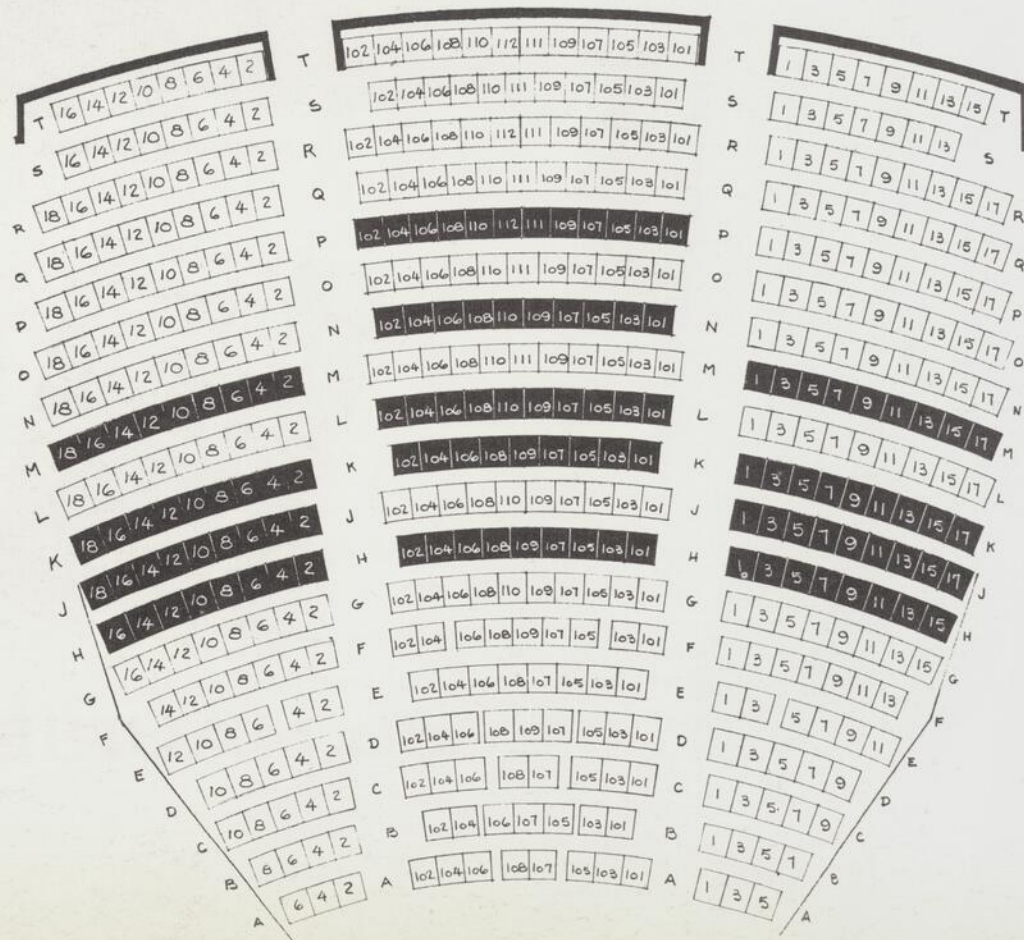 T 16 14 12 10 8 6 4 2 T 102 104 106 108 110 112 111 109 107 105 103 101 T 1 3 5 7 9 11 13 15 T
S 16 14 12 10 8 6 4 2 S 102 104 106 108 110 111 109 107 105 103 101 S 1 3 5 7 9 11 13 S
R 18 16 14 12 10 8 6 4 2 R 102 104 106 108 110 112 111 109 107 105 103 101 R 1 3 5 7 9 11 13 15 17 R
Q 18 16 14 12 10 8 6 4 2 Q 102 104 106 108 110 111 109 107 105 103 101 Q 1 3 5 7 9 11 13 15 17 Q
P 18 16 14 12 10 8 6 4 2 P 102 104 106 108 110 112 111 109 107 105 103 101 P 1 3 5 7 9 11 13 15 17 P
O 18 16 14 12 10 8 6 4 2 O 102 104 106 108 110 111 109 107 105 103 101 O 1 3 5 7 9 11 13 15 17 O
N 18 16 14 12 10 8 6 4 2 N 102 104 106 108 110 109 107 105 103 101 N 1 3 5 7 9 11 13 15 17 N
M 18 16 14 12 10 8 6 4 2 M 102 104 106 108 110 111 109 107 105 103 101 M 1 3 5 7 9 11 13 15 17 M
L 18 16 14 12 10 8 6 4 2 L 102 104 106 108 110 109 107 105 103 101 L 1 3 5 7 9 11 13 15 17 L
K 18 16 14 12 10 8 6 4 2 K 102 104 106 108 109 107 105 103 101 K 1 3 5 7 9 11 13 15 17 K
J 18 16 14 12 10 8 6 4 2 J 102 104 106 108 110 109 107 105 103 101 J 1 3 5 7 9 11 13 15 17 J
H 16 14 12 10 8 6 4 2 H 102 104 106 108 109 107 105 103 101 H 1 3 5 7 9 11 13 15 H
G 16 14 12 10 8 6 4 2 G 102 104 106 108 110 109 107 105 103 101 G 1 3 5 7 9 11 13 15 G
F 14 12 10 8 6 4 2 F 102 104 106 108 109 107 105 103 101 F 1 3 5 7 9 11 13 F
E 12 10 8 6 4 2 E 102 104 106 108 107 105 103 101 E 1 3 5 7 9 11 E
D 10 8 6 4 2 D 102 104 106 108 109 107 105 103 101 D 1 3 5 7 9 D
C 10 8 6 4 2 C 102 104 106 108 107 105 103 101 C 1 3 5 7 9 C
B 8 6 4 2 B 102 104 106 107 105 103 101 B 1 3 5 7 B
A 6 4 2 A 102 104 106 108 107 105 103 101 A 1 3 5 A